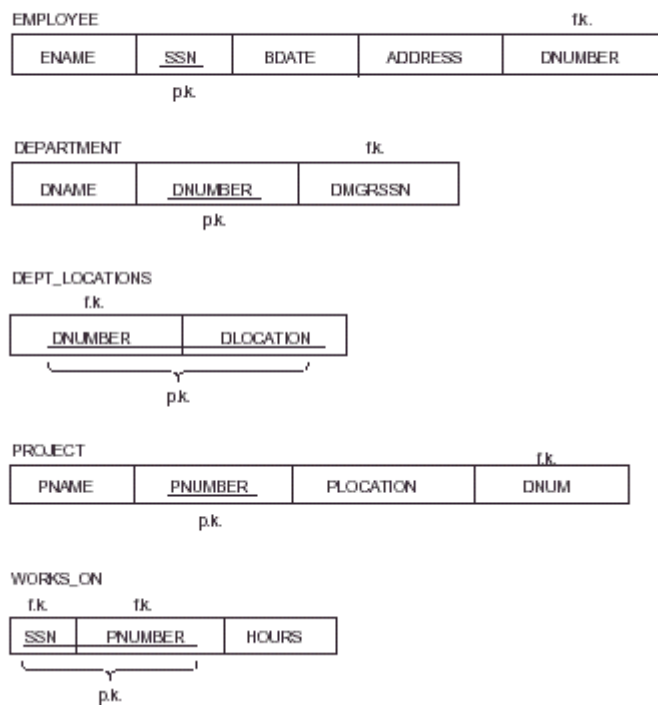 EMPLOYEE f.k.
ENAME SSN BDATE ADDRESS DNUMBER
p.k.
DEPARTMENT f.k.
DNAME DNUMBER DMGRSSN
p.k.
DEPT_LOCATIONS
f.k.
DNUMBER DLOCATION
p.k.
PROJECT f.k.
PNAME PNUMBER PLOCATION DNUM
p.k.
WORKS_ON
f.k. f.k.
SSN PNUMBER HOURS
p.k.